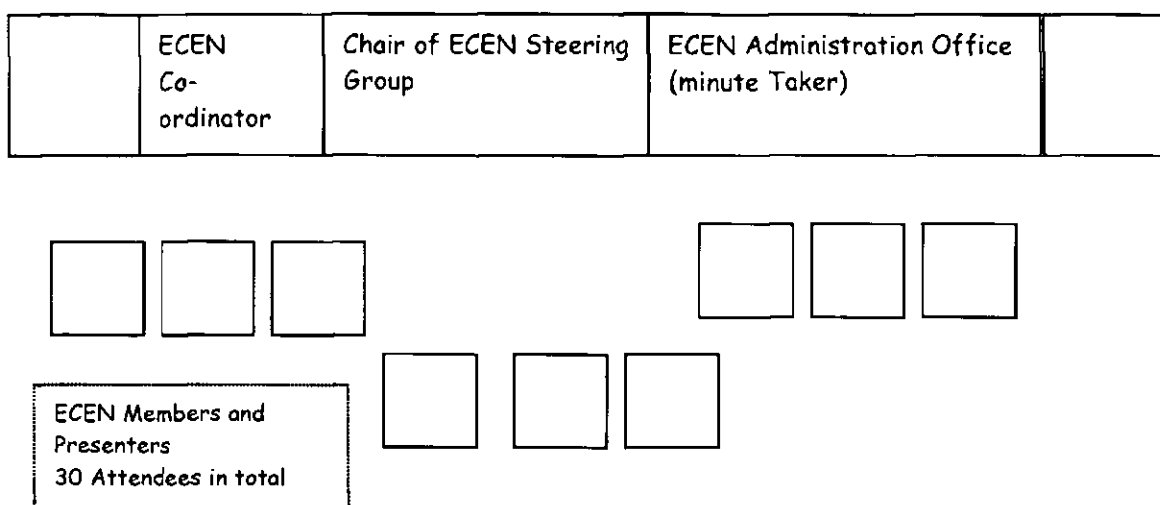 ECEN
Co-
ordinator
Chair of ECEN Steering
Group
ECEN Administration Office
(minute Taker)
ECEN Members and
Presenters
30 Attendees in total